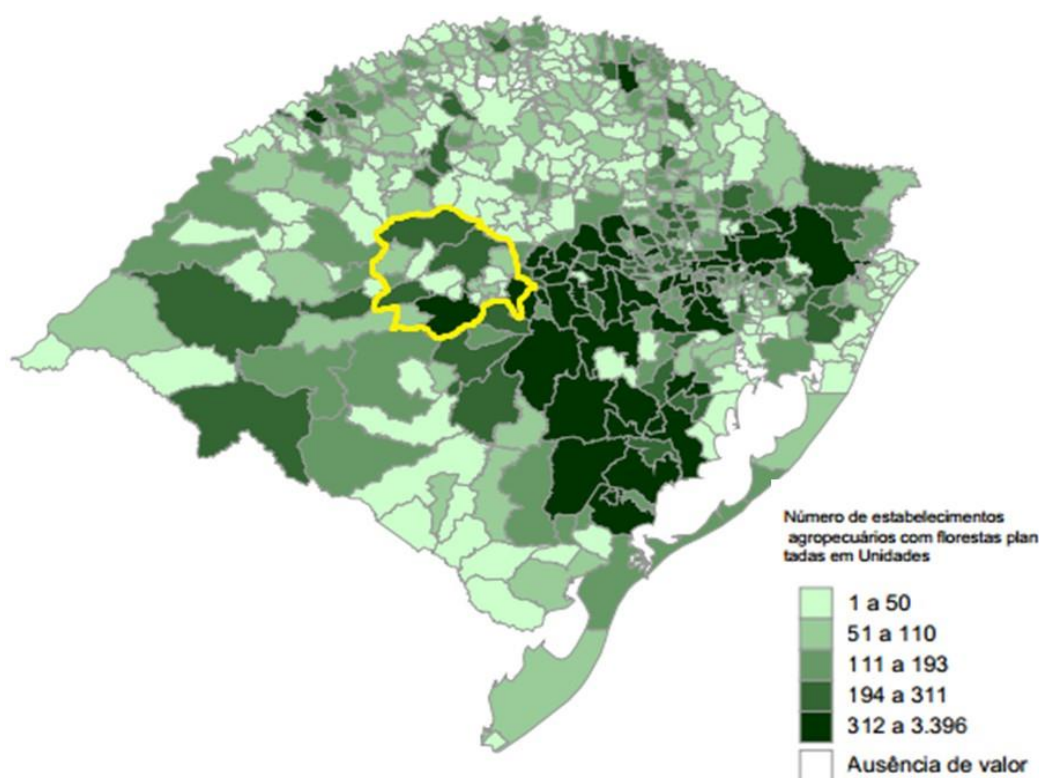 Número de estabelecimentos
agropecuários com florestas plan
tadas em Unidades
1 a 50
51 a 110
111 a 193
194 a 311
312 a 3.396
Ausência de valor